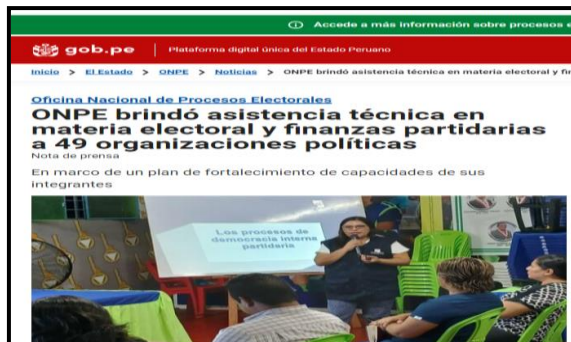 Accede a más información sobre procesos e
gob.pe Plataforma digital única del Estado Peruano
Inicio > El Estado > ONPE > Noticias > ONPE brindó asistencia técnica en materia electoral y fi
Oficina Nacional de Procesos Electorales
ONPE brindó asistencia técnica en
materia electoral y finanzas partidarias
a 49 organizaciones políticas
Nota de prensa
En marco de un plan de fortalecimiento de capacidades de sus
integrantes
Los procesos de
democracia interna
partidaria